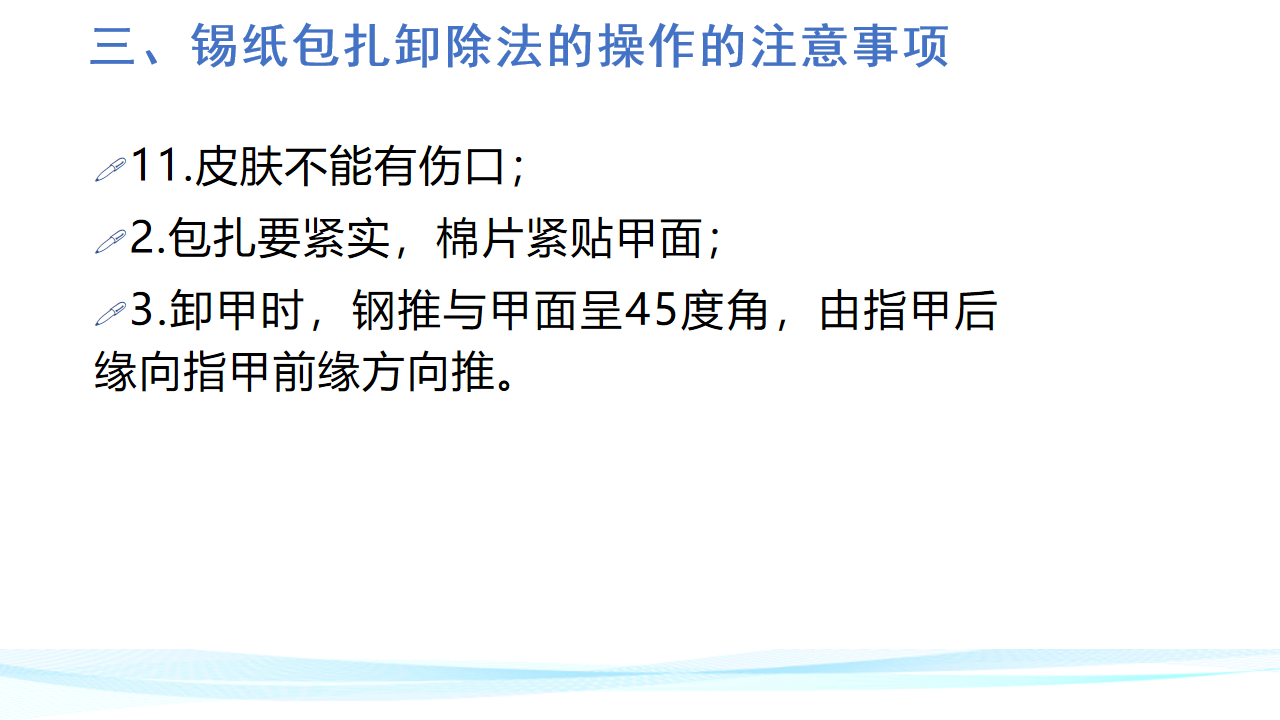 三、锡纸包扎卸除法的操作的注意事项
11.皮肤不能有伤口；
2.包扎要紧实，棉片紧贴甲面；
3.卸甲时，钢推与甲面呈45度角，由指甲后
缘向指甲前缘方向推。